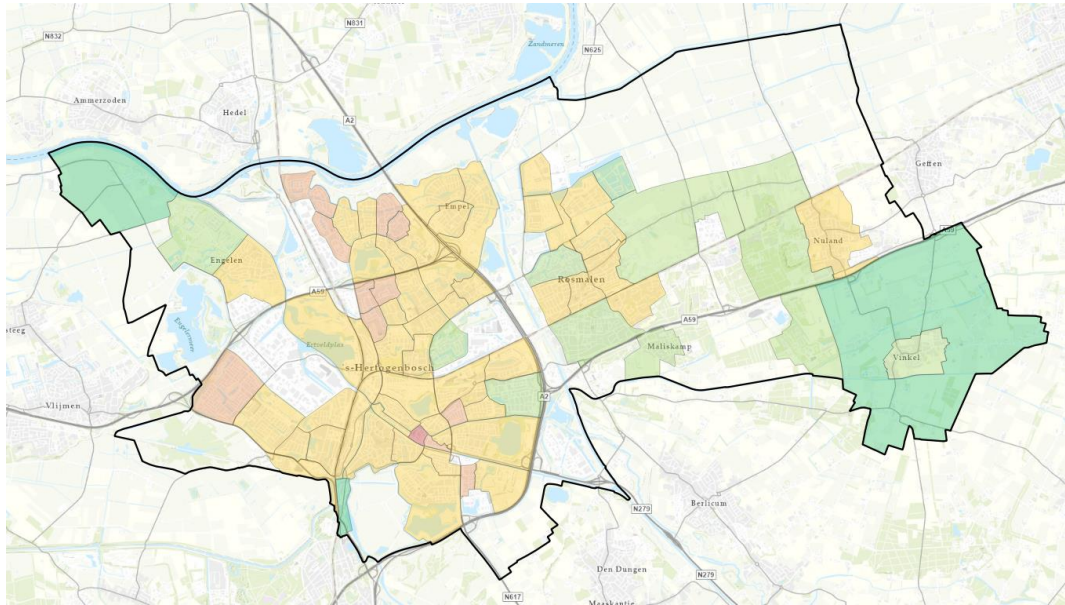 N832
N831
Zandmeren
N625
Ammerzoden
Hedel
A2
Geffen
Empel
Nuland
Engelen
Rosmalen
A59
A59
Maliskamp
Vinkel
's-Hertogenbosch
Vlijmen
A2
Berlicum
N279
Den Dungen
N279
N617
Maaskantje